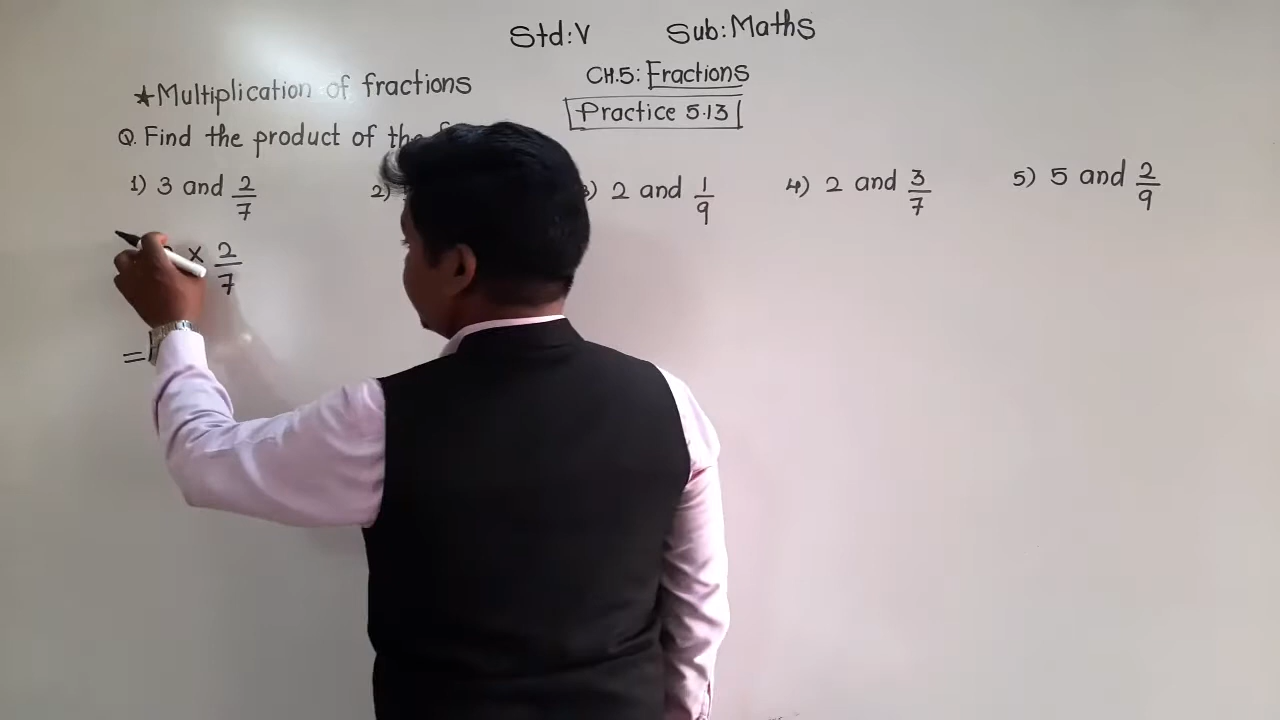 Std:V Sub:Maths
CH.5: Fractions
★Multiplication of fractions
Practice 5.13
Q. Find the product of the
1) 3 and 2/7 2) 3) 2 and 1/9 4) 2 and 3/7 5) 5 and 2/9
× 2/7
=